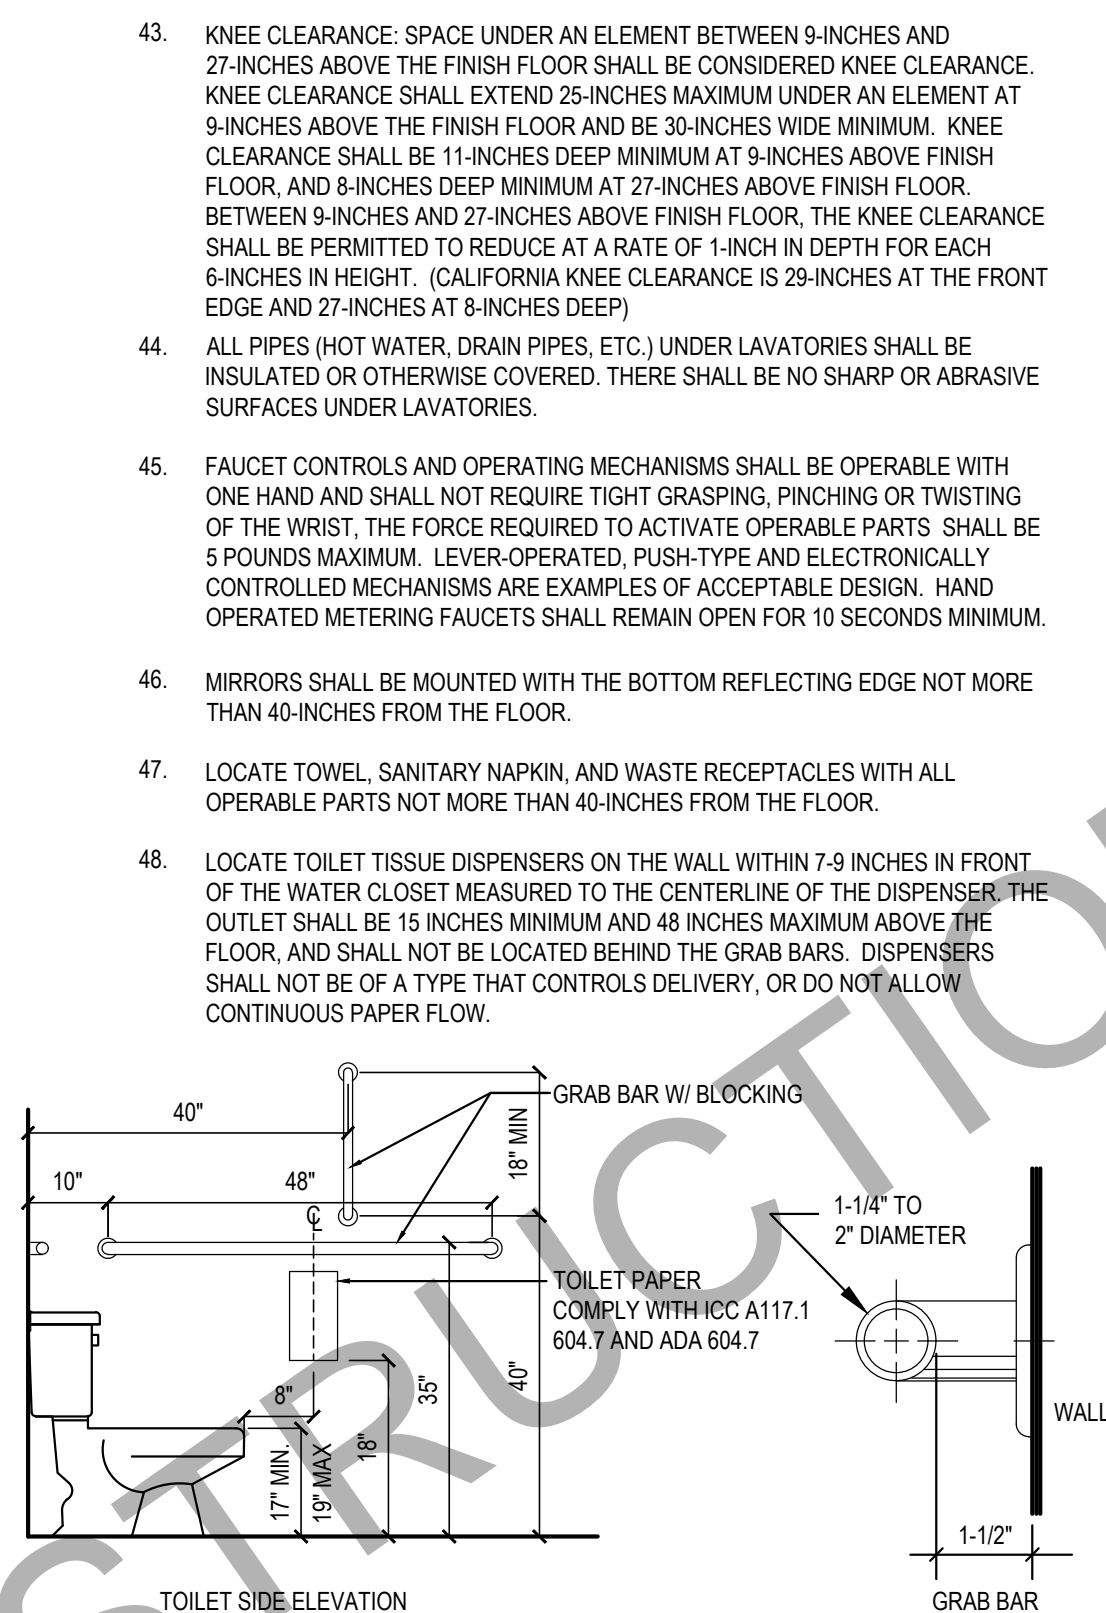 43. KNEE CLEARANCE: SPACE UNDER AN ELEMENT BETWEEN 9-INCHES AND
27-INCHES ABOVE THE FINISH FLOOR SHALL BE CONSIDERED KNEE CLEARANCE.
KNEE CLEARANCE SHALL EXTEND 25-INCHES MAXIMUM UNDER AN ELEMENT AT
9-INCHES ABOVE THE FINISH FLOOR AND BE 30-INCHES WIDE MINIMUM. KNEE
CLEARANCE SHALL BE 11-INCHES DEEP MINIMUM AT 9-INCHES ABOVE FINISH
FLOOR, AND 8-INCHES DEEP MINIMUM AT 27-INCHES ABOVE FINISH FLOOR.
BETWEEN 9-INCHES AND 27-INCHES ABOVE FINISH FLOOR, THE KNEE CLEARANCE
SHALL BE PERMITTED TO REDUCE AT A RATE OF 1-INCH IN DEPTH FOR EACH
6-INCHES IN HEIGHT. (CALIFORNIA KNEE CLEARANCE IS 29-INCHES AT THE FRONT
EDGE AND 27-INCHES AT 8-INCHES DEEP)
44. ALL PIPES (HOT WATER, DRAIN PIPES, ETC.) UNDER LAVATORIES SHALL BE
INSULATED OR OTHERWISE COVERED. THERE SHALL BE NO SHARP OR ABRASIVE
SURFACES UNDER LAVATORIES.
45. FAUCET CONTROLS AND OPERATING MECHANISMS SHALL BE OPERABLE WITH
ONE HAND AND SHALL NOT REQUIRE TIGHT GRASPING, PINCHING OR TWISTING
OF THE WRIST, THE FORCE REQUIRED TO ACTIVATE OPERABLE PARTS SHALL BE
5 POUNDS MAXIMUM. LEVER-OPERATED, PUSH-TYPE AND ELECTRONICALLY
CONTROLLED MECHANISMS ARE EXAMPLES OF ACCEPTABLE DESIGN. HAND
OPERATED METERING FAUCETS SHALL REMAIN OPEN FOR 10 SECONDS MINIMUM.
46. MIRRORS SHALL BE MOUNTED WITH THE BOTTOM REFLECTING EDGE NOT MORE
THAN 40-INCHES FROM THE FLOOR.
47. LOCATE TOWEL, SANITARY NAPKIN, AND WASTE RECEPTACLES WITH ALL
OPERABLE PARTS NOT MORE THAN 40-INCHES FROM THE FLOOR.
48. LOCATE TOILET TISSUE DISPENSERS ON THE WALL WITHIN 7-9 INCHES IN FRONT
OF THE WATER CLOSET MEASURED TO THE CENTERLINE OF THE DISPENSER. THE
OUTLET SHALL BE 15 INCHES MINIMUM AND 48 INCHES MAXIMUM ABOVE THE
FLOOR, AND SHALL NOT BE LOCATED BEHIND THE GRAB BARS. DISPENSERS
SHALL NOT BE OF A TYPE THAT CONTROLS DELIVERY, OR DO NOT ALLOW
CONTINUOUS PAPER FLOW.
GRAB BAR W/ BLOCKING
40"
18" MIN
10"
48"
CL
1-1/4" TO
2" DIAMETER
TOILET PAPER
COMPLY WITH ICC A117.1
604.7 AND ADA 604.7
8"
35"
40"
WALL
17" MIN.
19" MAX
18"
1-1/2"
TOILET SIDE ELEVATION
GRAB BAR
STRUCTIO